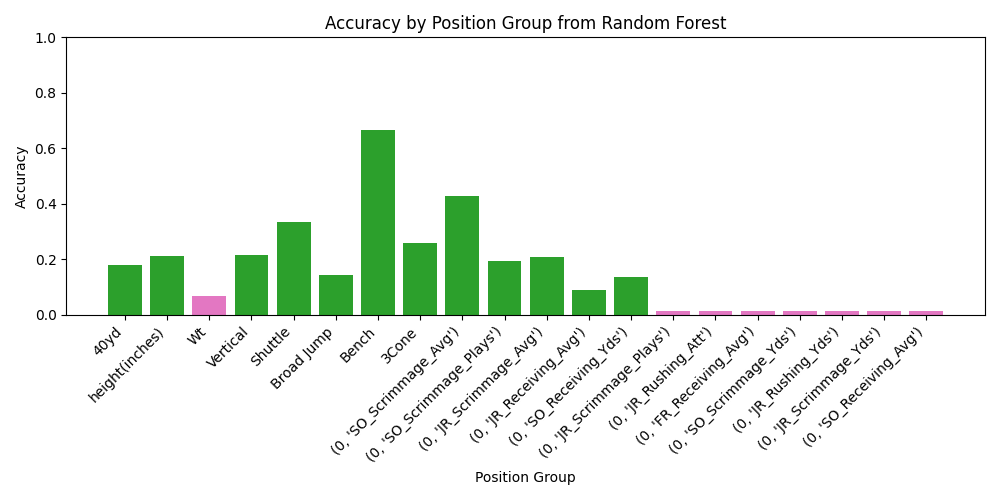 Accuracy by Position Group from Random Forest
1.0
0.8
0.6
0.4
0.2
0.0
Accuracy
40yd
height(inches)
Wt
Vertical
Shuttle
Broad Jump
Bench
3Cone
(0, 'SO_Scrimmage_Avg')
(0, 'SO_Scrimmage_Plays')
(0, 'JR_Scrimmage_Avg')
(0, 'JR_Receiving_Avg')
(0, 'SO_Receiving_Yds')
(0, 'JR_Scrimmage_Plays')
(0, 'JR_Rushing_Att')
(0, 'FR_Receiving_Avg')
(0, 'SO_Scrimmage_Yds')
(0, 'JR_Rushing_Yds')
(0, 'JR_Scrimmage_Yds')
(0, 'SO_Receiving_Avg')
Position Group